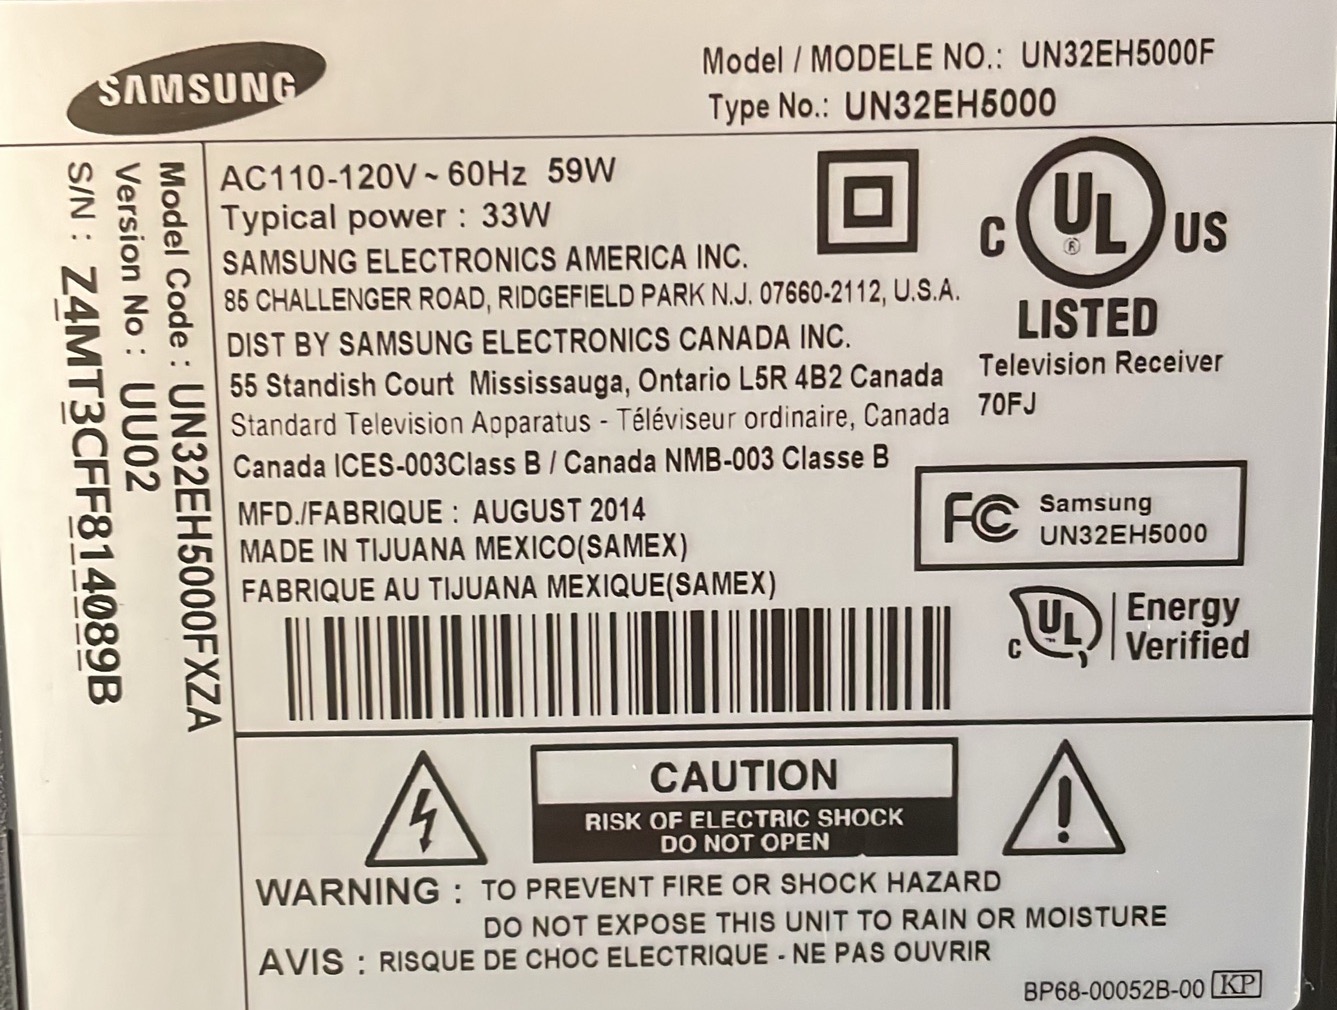 SAMSUNG
Model / MODELE NO.: UN32EH5000F
Type No.: UN32EH5000
Model Code : UN32EH5000FXZA
Version No : UU02
S/N : Z4MT3CFF814089B
AC110-120V ~ 60Hz 59W
Typical power : 33W
SAMSUNG ELECTRONICS AMERICA INC.
85 CHALLENGER ROAD, RIDGEFIELD PARK N.J. 07660-2112, U.S.A.
DIST BY SAMSUNG ELECTRONICS CANADA INC.
55 Standish Court Mississauga, Ontario L5R 4B2 Canada
Standard Television Apparatus - Téléviseur ordinaire, Canada
Canada ICES-003Class B / Canada NMB-003 Classe B
MFD./FABRIQUE : AUGUST 2014
MADE IN TIJUANA MEXICO(SAMEX)
FABRIQUE AU TIJUANA MEXIQUE(SAMEX)
C UL ® US
LISTED
Television Receiver
70FJ
FC Samsung
UN32EH5000
C UL ™ Energy
Verified
CAUTION
RISK OF ELECTRIC SHOCK
DO NOT OPEN
WARNING : TO PREVENT FIRE OR SHOCK HAZARD
DO NOT EXPOSE THIS UNIT TO RAIN OR MOISTURE
AVIS : RISQUE DE CHOC ELECTRIQUE - NE PAS OUVRIR
BP68-00052B-00 KP